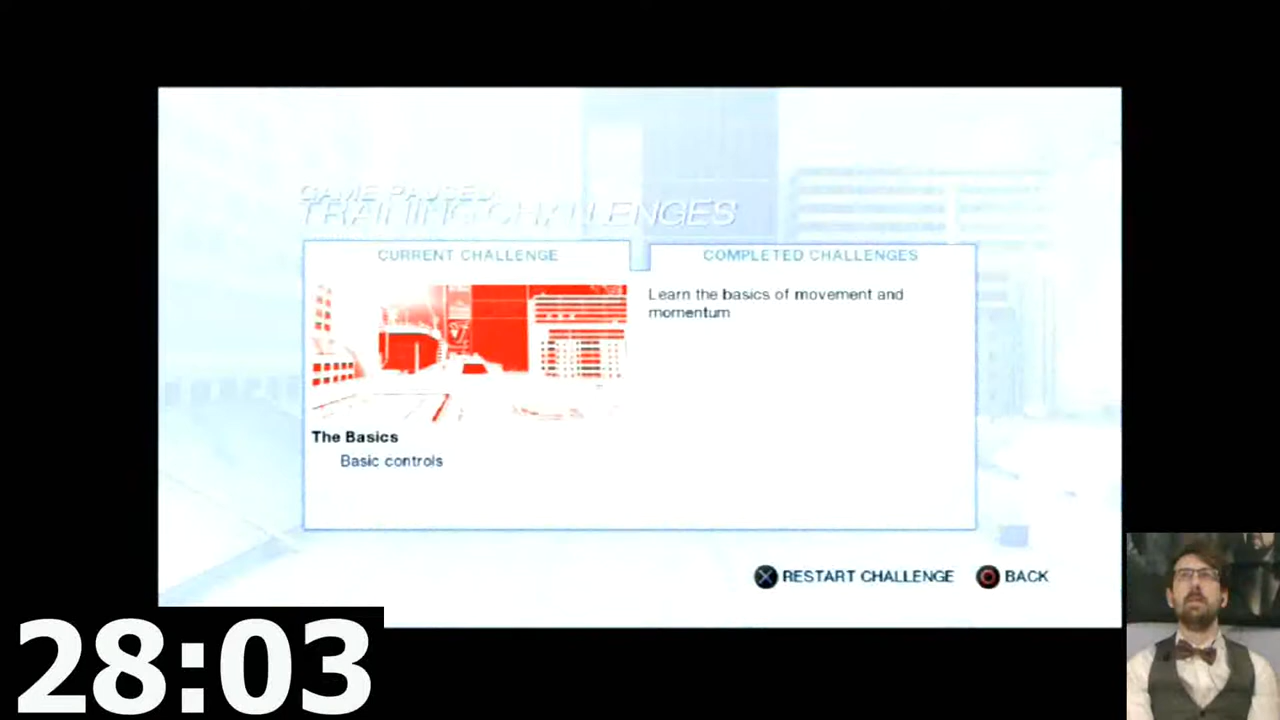 GAME PAUSED
TRAINING CHALLENGES
CURRENT CHALLENGE
COMPLETED CHALLENGES
Learn the basics of movement and
momentum
The Basics
Basic controls
RESTART CHALLENGE
BACK
28:03